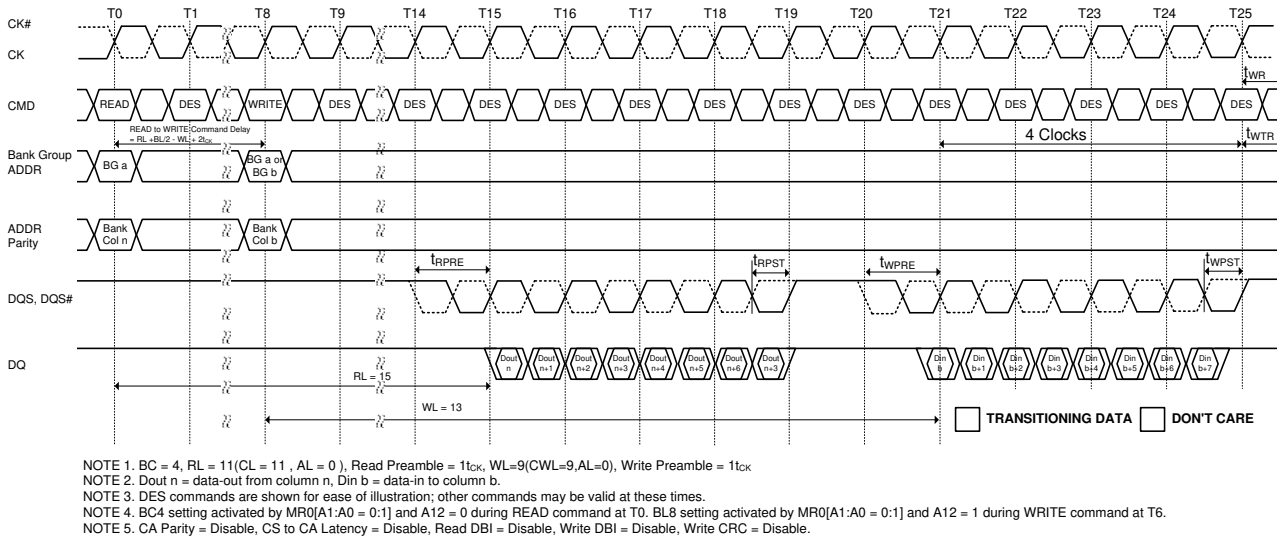 T0 T1 T8 T9 T14 T15 T16 T17 T18 T19 T20 T21 T22 T23 T24 T25
CK#
CK
tWR
CMD
READ DES WRITE DES DES DES DES DES DES DES DES DES DES DES DES DES
READ to WRITE Command Delay
= RL +BL/2 - WL + 2tCK
4 Clocks
tWTR
Bank Group
ADDR
BG a
BG a or
BG b
ADDR
Parity
Bank
Col n
Bank
Col b
tRPRE
tRPST
tWPRE
tWPST
DQS, DQS#
DQ
Dout
n
Dout
n+1
Dout
n+2
Dout
n+3
Dout
n+4
Dout
n+5
Dout
n+6
Dout
n+3
Din
b
Din
b+1
Din
b+2
Din
b+3
Din
b+4
Din
b+5
Din
b+6
Din
b+7
RL = 15
WL = 13
TRANSITIONING DATA
DON'T CARE
NOTE 1. BC = 4, RL = 11(CL = 11 , AL = 0 ), Read Preamble = 1tCK, WL=9(CWL=9,AL=0), Write Preamble = 1tCK
NOTE 2. Dout n = data-out from column n, Din b = data-in to column b.
NOTE 3. DES commands are shown for ease of illustration; other commands may be valid at these times.
NOTE 4. BC4 setting activated by MR0[A1:A0 = 0:1] and A12 = 0 during READ command at T0. BL8 setting activated by MR0[A1:A0 = 0:1] and A12 = 1 during WRITE command at T6.
NOTE 5. CA Parity = Disable, CS to CA Latency = Disable, Read DBI = Disable, Write DBI = Disable, Write CRC = Disable.